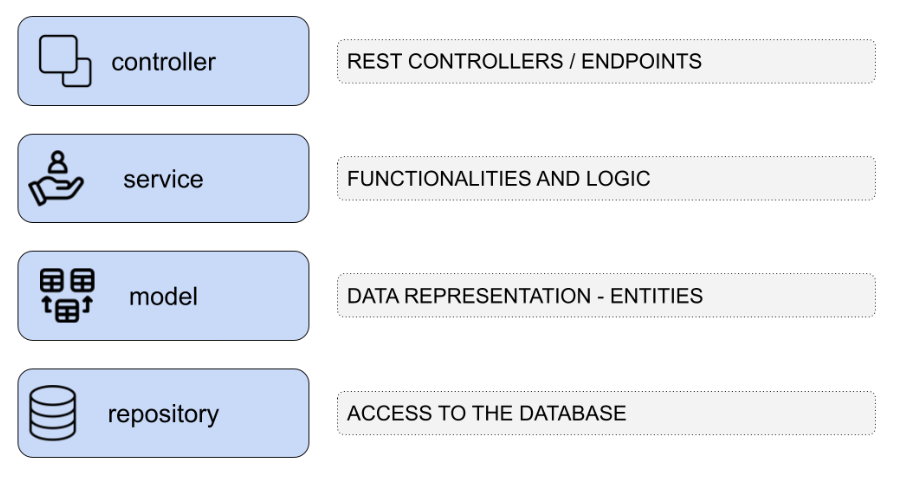 controller
REST CONTROLLERS / ENDPOINTS
service
FUNCTIONALITIES AND LOGIC
model
DATA REPRESENTATION - ENTITIES
repository
ACCESS TO THE DATABASE